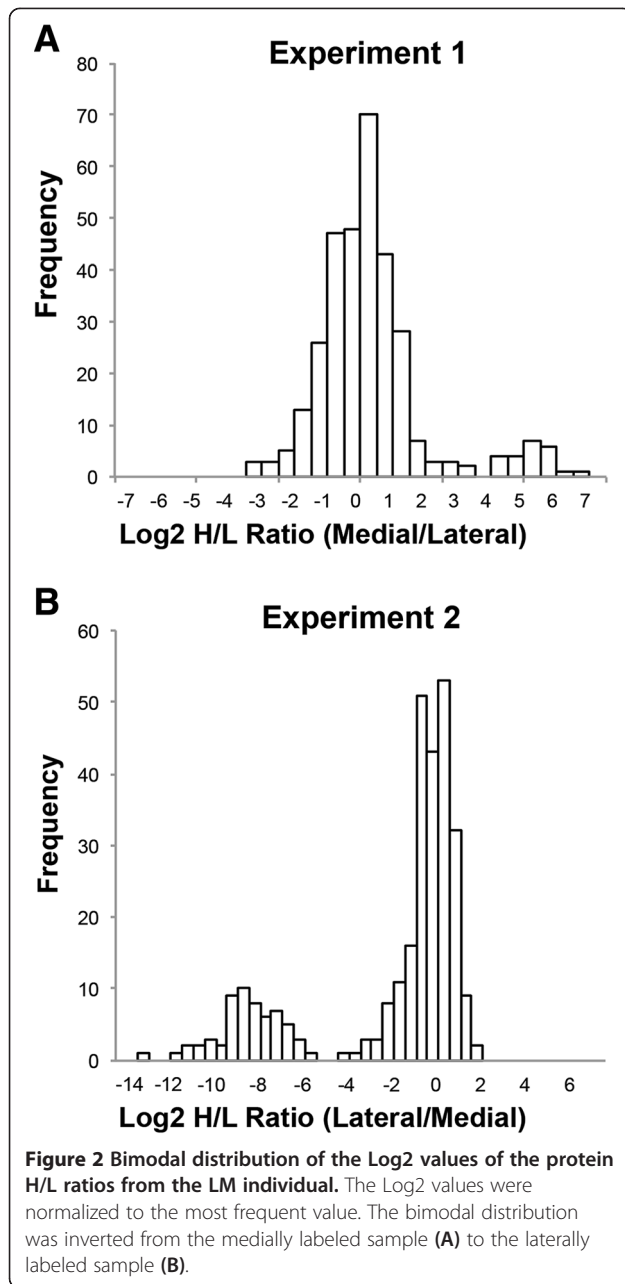 A
Experiment 1
80
70
60
50
40
30
20
10
0
Frequency
-7 -6 -5 -4 -3 -2 -1 0 1 2 3 4 5 6 7
Log2 H/L Ratio (Medial/Lateral)
B
Experiment 2
60
50
40
30
20
10
0
Frequency
-14 -12 -10 -8 -6 -4 -2 0 2 4 6
Log2 H/L Ratio (Lateral/Medial)
Figure 2 Bimodal distribution of the Log2 values of the protein
H/L ratios from the LM individual. The Log2 values were
normalized to the most frequent value. The bimodal distribution
was inverted from the medially labeled sample (A) to the laterally
labeled sample (B).